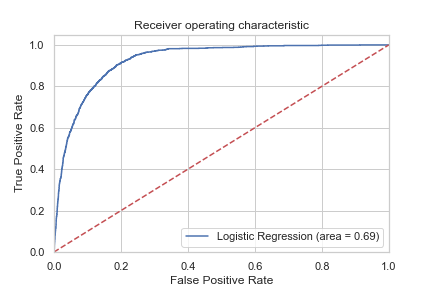 Receiver operating characteristic
1.0
0.8
0.6
0.4
0.2
0.0
True Positive Rate
Logistic Regression (area = 0.69)
0.0 0.2 0.4 0.6 0.8 1.0
False Positive Rate